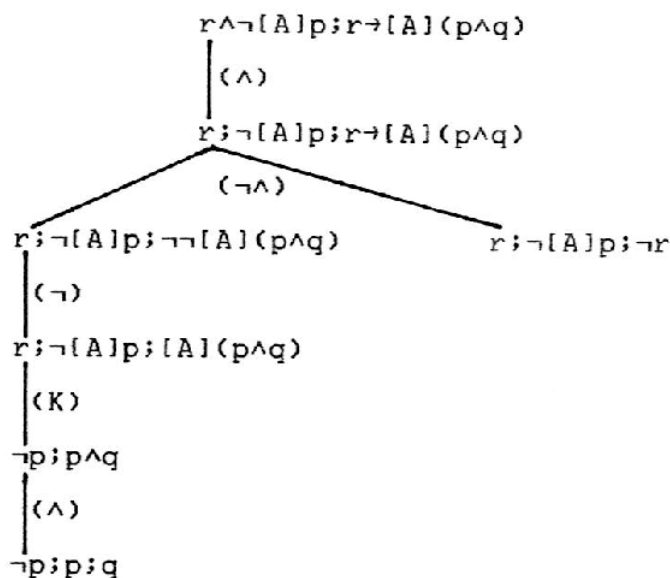 r∧¬[A]p;r→[A](p∧q)
(∧)
r;¬[A]p;r→[A](p∧q)
(¬∧)
r;¬[A]p;¬¬[A](p∧q) r;¬[A]p;¬r
(¬)
r;¬[A]p;[A](p∧q)
(K)
¬p;p∧q
(∧)
¬p;p;q